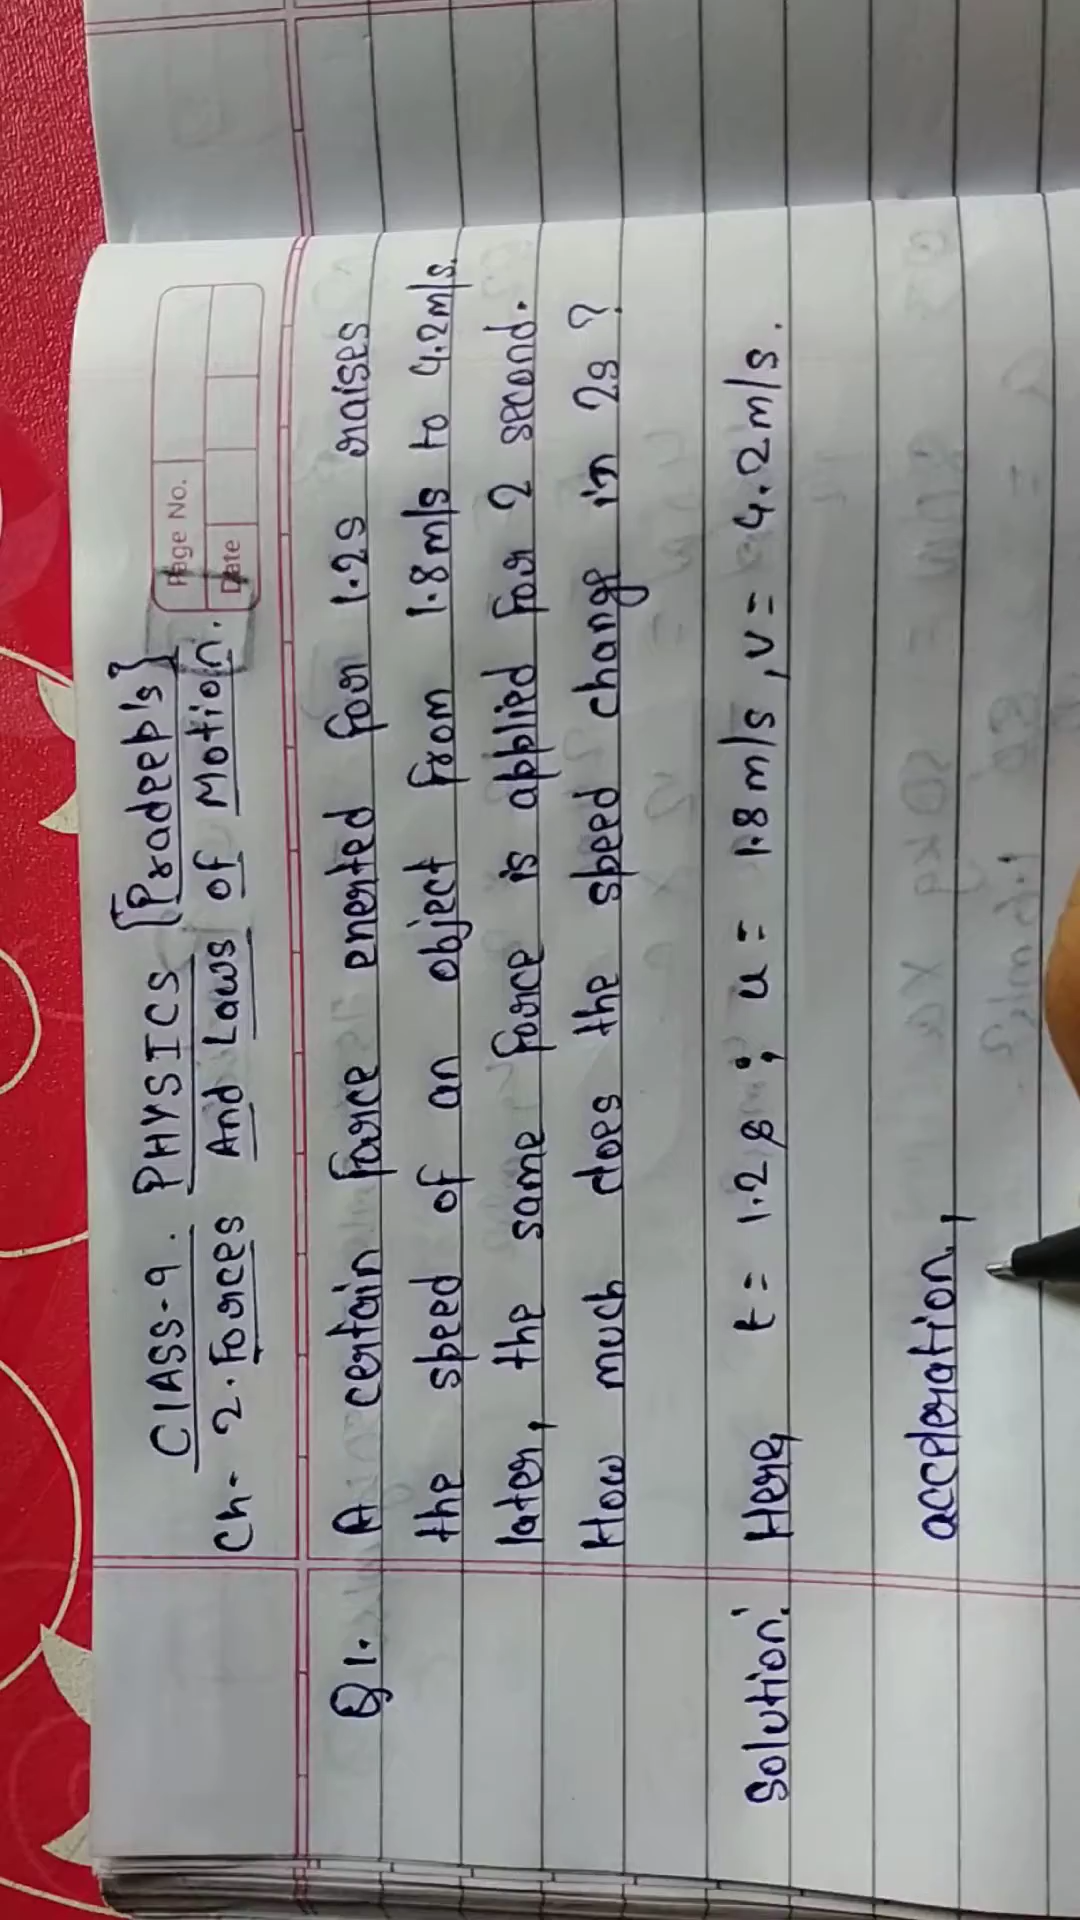 Page No.
Date
CLASS-9. PHYSICS [Pradeep's]
Ch-2. Forces And Laws of Motion.
Q1. A certain force exerted for 1.2s raises
the speed of an object from 1.8m/s to 4.2m/s.
later, the same force is applied for 2 second.
How much does the speed change in 2s?
Solution: Here, t = 1.2s; u = 1.8m/s, v = 4.2m/s.
acceleration,